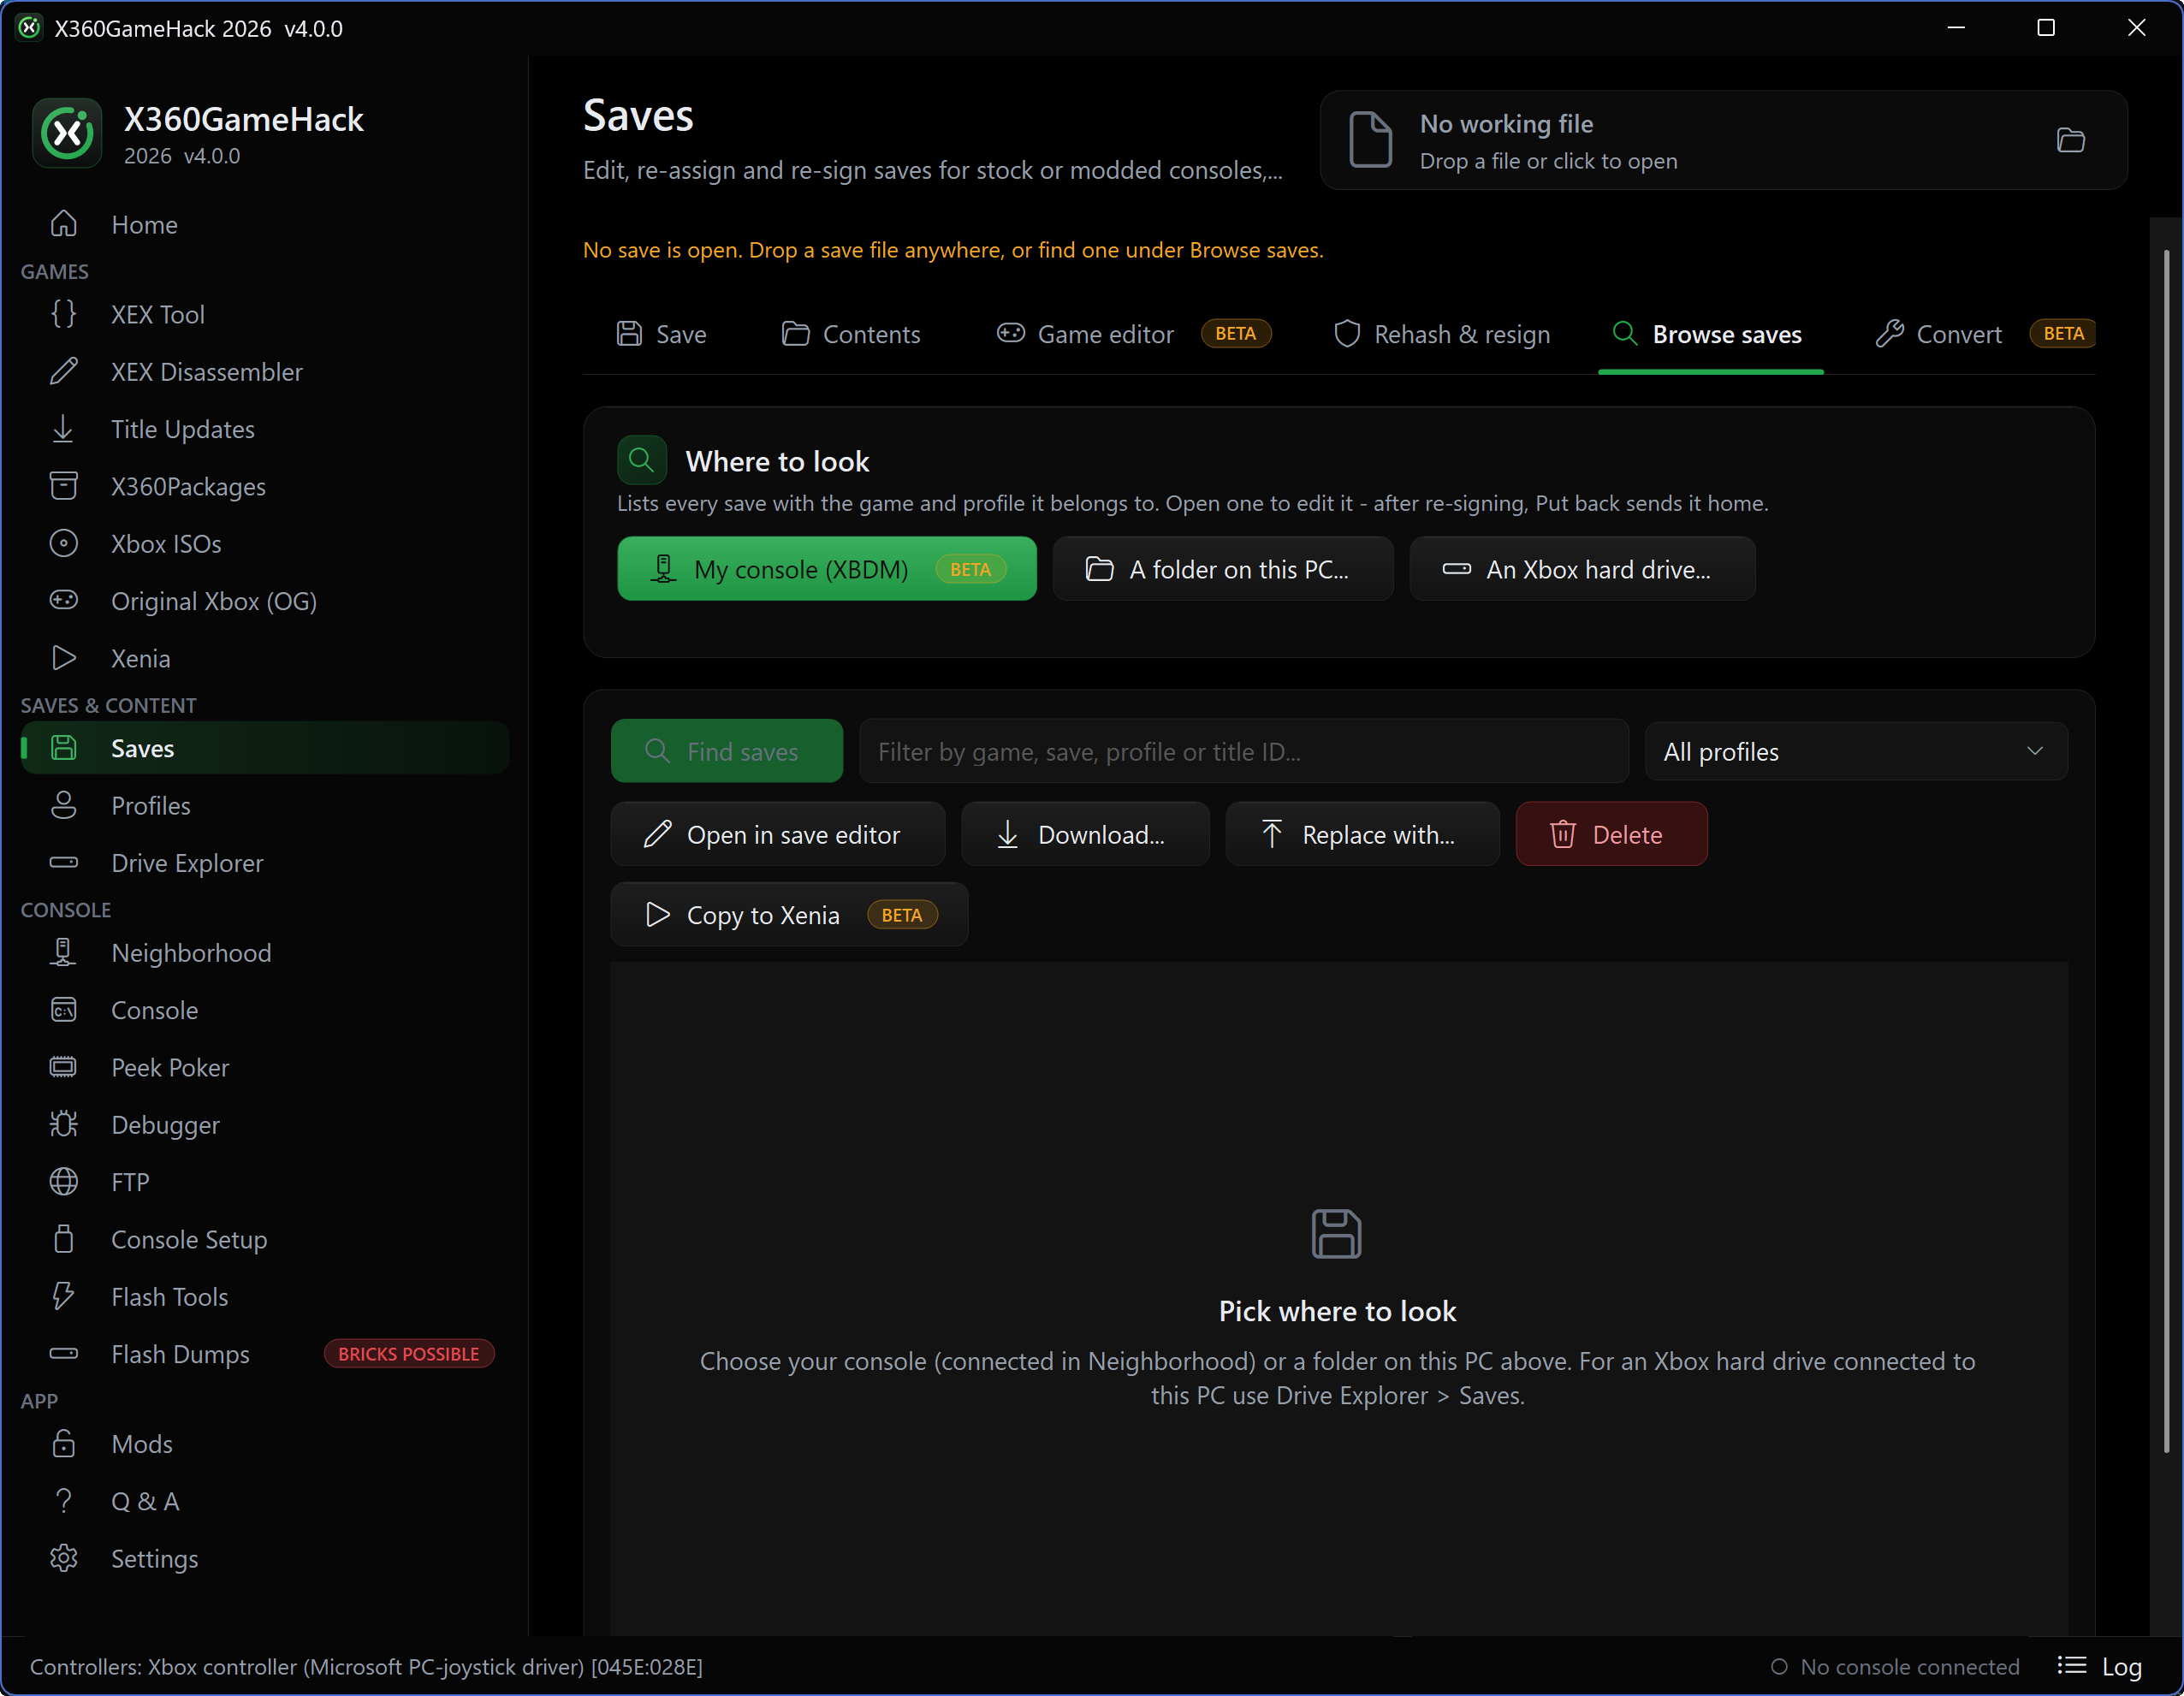 X360GameHack 2026 v4.0.0
X360GameHack
2026 v4.0.0
Home
GAMES
XEX Tool
XEX Disassembler
Title Updates
X360Packages
Xbox ISOs
Original Xbox (OG)
Xenia
SAVES & CONTENT
Saves
Profiles
Drive Explorer
CONSOLE
Neighborhood
Console
Peek Poker
Debugger
FTP
Console Setup
Flash Tools
Flash Dumps BRICKS POSSIBLE
APP
Mods
Q & A
Settings
Saves
Edit, re-assign and re-sign saves for stock or modded consoles,...
No working file
Drop a file or click to open
No save is open. Drop a save file anywhere, or find one under Browse saves.
Save Contents Game editor BETA Rehash & resign Browse saves Convert BETA
Where to look
Lists every save with the game and profile it belongs to. Open one to edit it - after re-signing, Put back sends it home.
My console (XBDM) BETA A folder on this PC... An Xbox hard drive...
Find saves Filter by game, save, profile or title ID... All profiles
Open in save editor Download... Replace with... Delete
Copy to Xenia BETA
Pick where to look
Choose your console (connected in Neighborhood) or a folder on this PC above. For an Xbox hard drive connected to
this PC use Drive Explorer > Saves.
Controllers: Xbox controller (Microsoft PC-joystick driver) [045E:028E]
No console connected Log